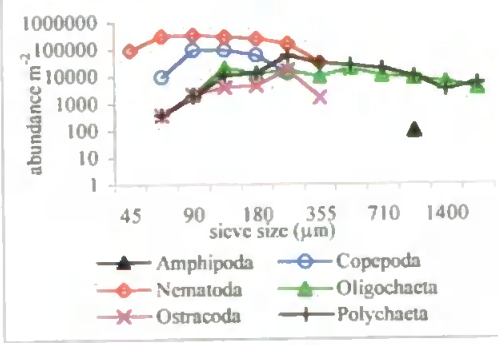 1000000
100000
10000
1000
100
10
1
abundance m-2
45 90 180 355 710 1400
sieve size (µm)
Amphipoda Copepoda
Nematoda Oligochaeta
Ostracoda Polychaeta